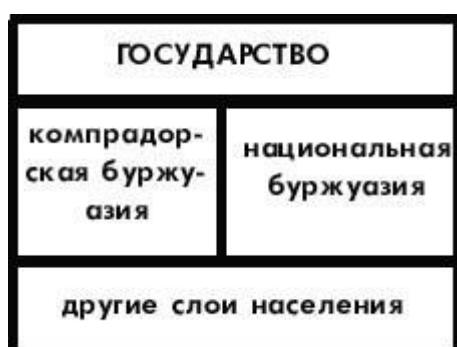 ГОСУДАРСТВО
компрадор-
ская буржу-
азия
национальная
буржуазия
другие слои населения